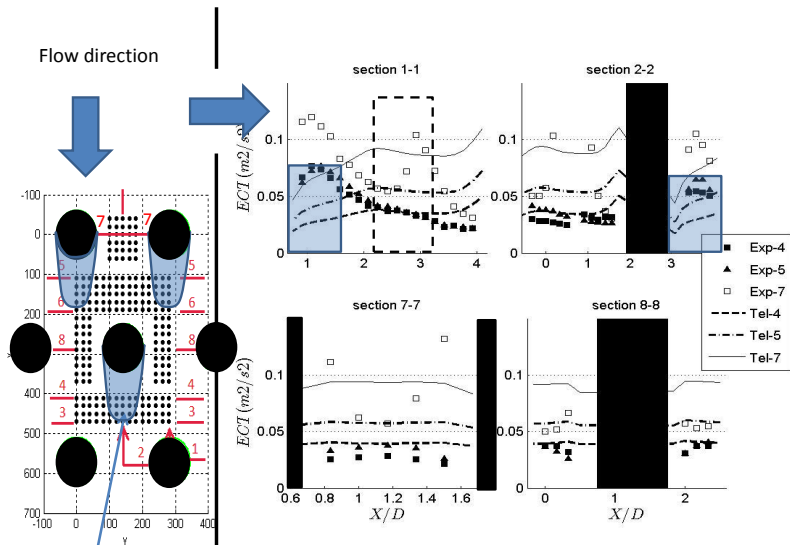 Flow direction
-100
0
100
200
300
400
500
600
700
-100 0 100 200 300 400
Y
7 7
5 5
6 6
8 8
4 4
3 3
2 1
section 1-1
ECT(m2/s2)
0.1
0.05
0
1 2 3 4
section 2-2
0.1
0.05
0
0 1 2 3
Exp-4
Exp-5
Exp-7
Tel-4
Tel-5
Tel-7
section 7-7
ECT(m2/s2)
0.1
0.05
0
0.6 0.8 1 1.2 1.4 1.6
X/D
section 8-8
0.1
0.05
0
0 1 2
X/D